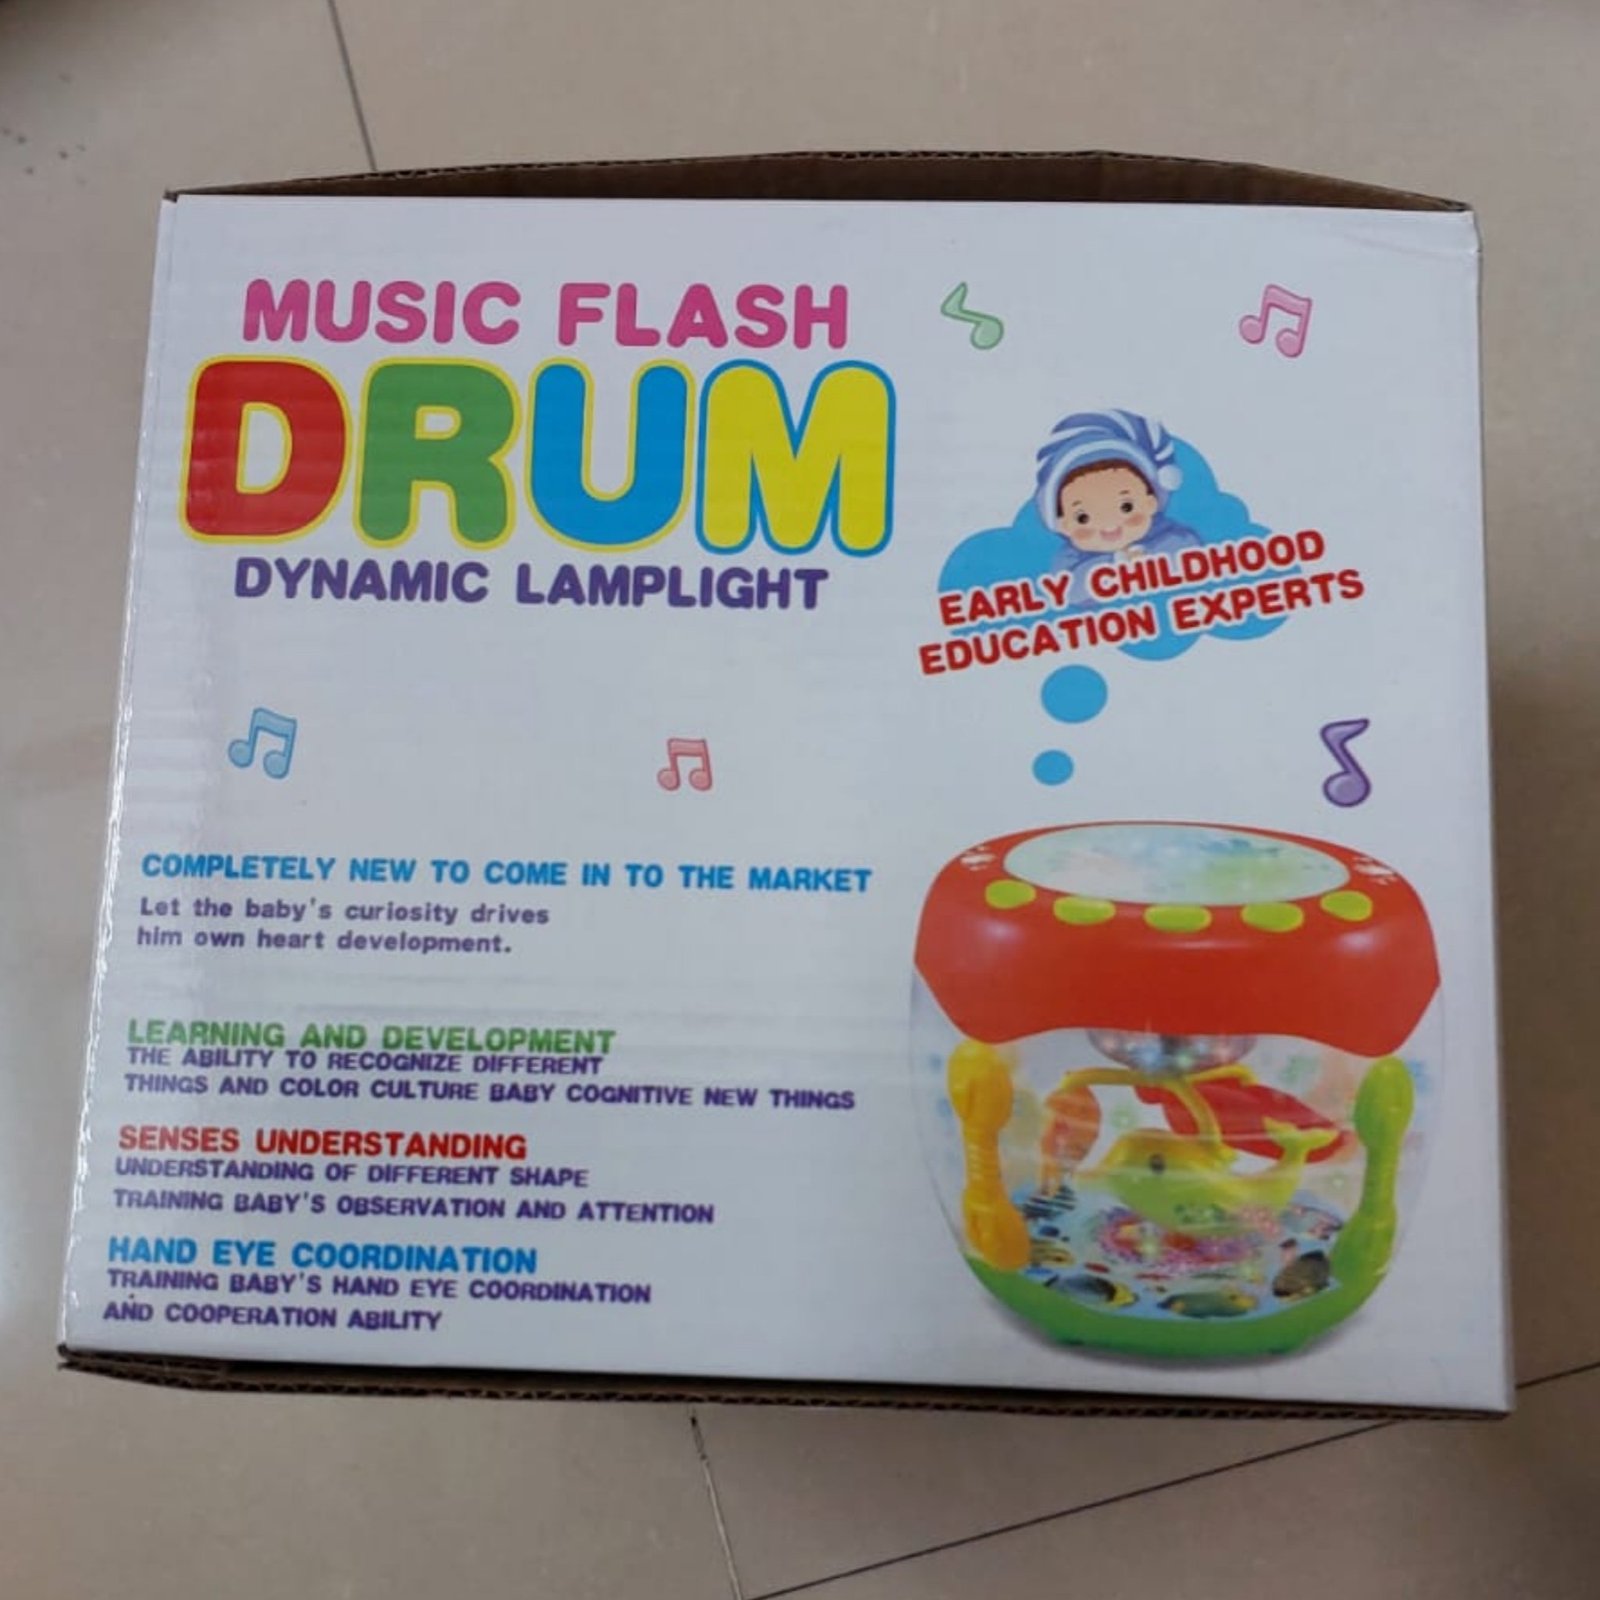 MUSIC FLASH
DRUM
DYNAMIC LAMPLIGHT
EARLY CHILDHOOD
EDUCATION EXPERTS
COMPLETELY NEW TO COME IN TO THE MARKET
Let the baby's curiosity drives
him own heart development.
LEARNING AND DEVELOPMENT
THE ABILITY TO RECOGNIZE DIFFERENT
THINGS AND COLOR CULTURE BABY COGNITIVE NEW THINGS
SENSES UNDERSTANDING
UNDERSTANDING OF DIFFERENT SHAPE
TRAINING BABY'S OBSERVATION AND ATTENTION
HAND EYE COORDINATION
TRAINING BABY'S HAND EYE COORDINATION
AND COOPERATION ABILITY